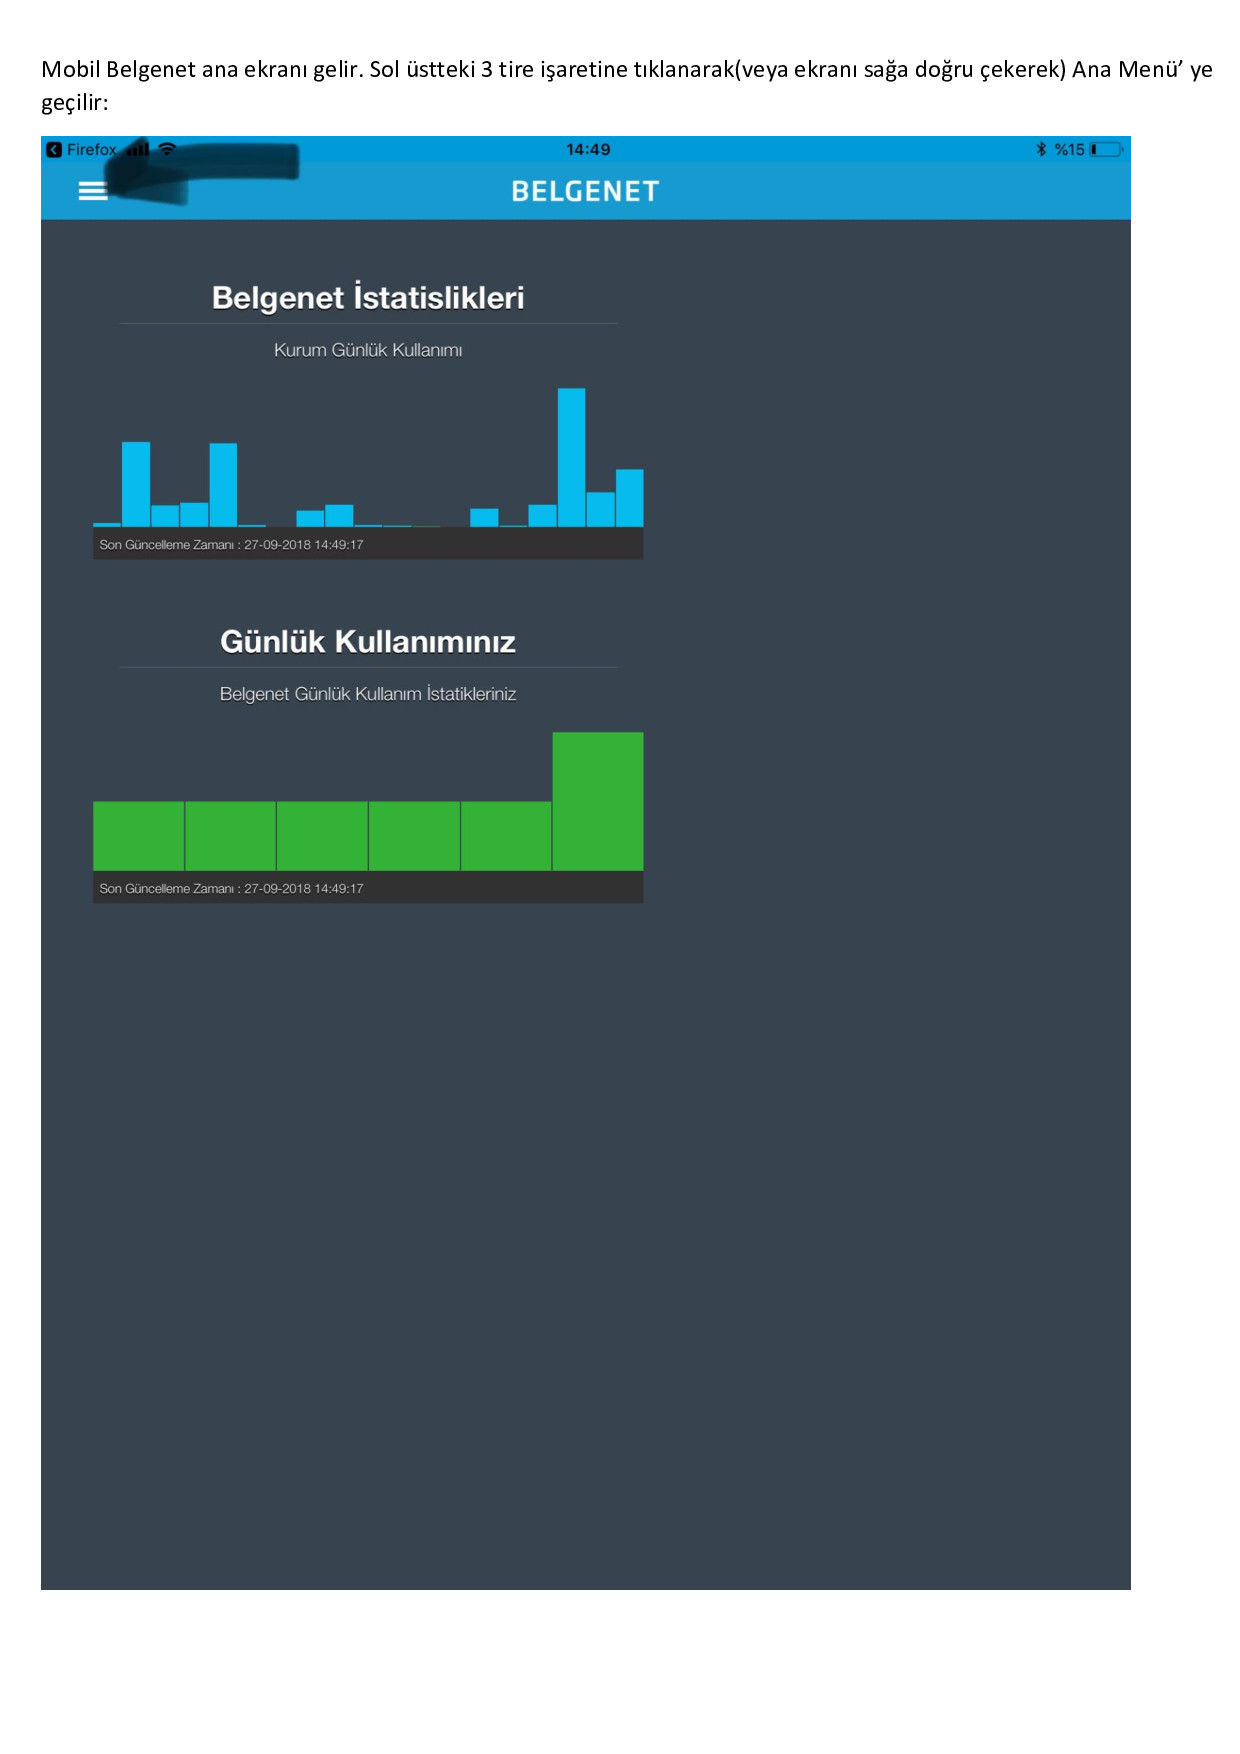 Mobil Belgenet ana ekranı gelir. Sol üstteki 3 tire işaretine tıklanarak(veya ekranı sağa doğru çekerek) Ana Menü’ ye
geçilir:
Firefox 14:49 %15
BELGENET
Belgenet İstatislikleri
Kurum Günlük Kullanımı
Son Güncelleme Zamanı : 27-09-2018 14:49:17
Günlük Kullanımınız
Belgenet Günlük Kullanım İstatikleriniz
Son Güncelleme Zamanı : 27-09-2018 14:49:17